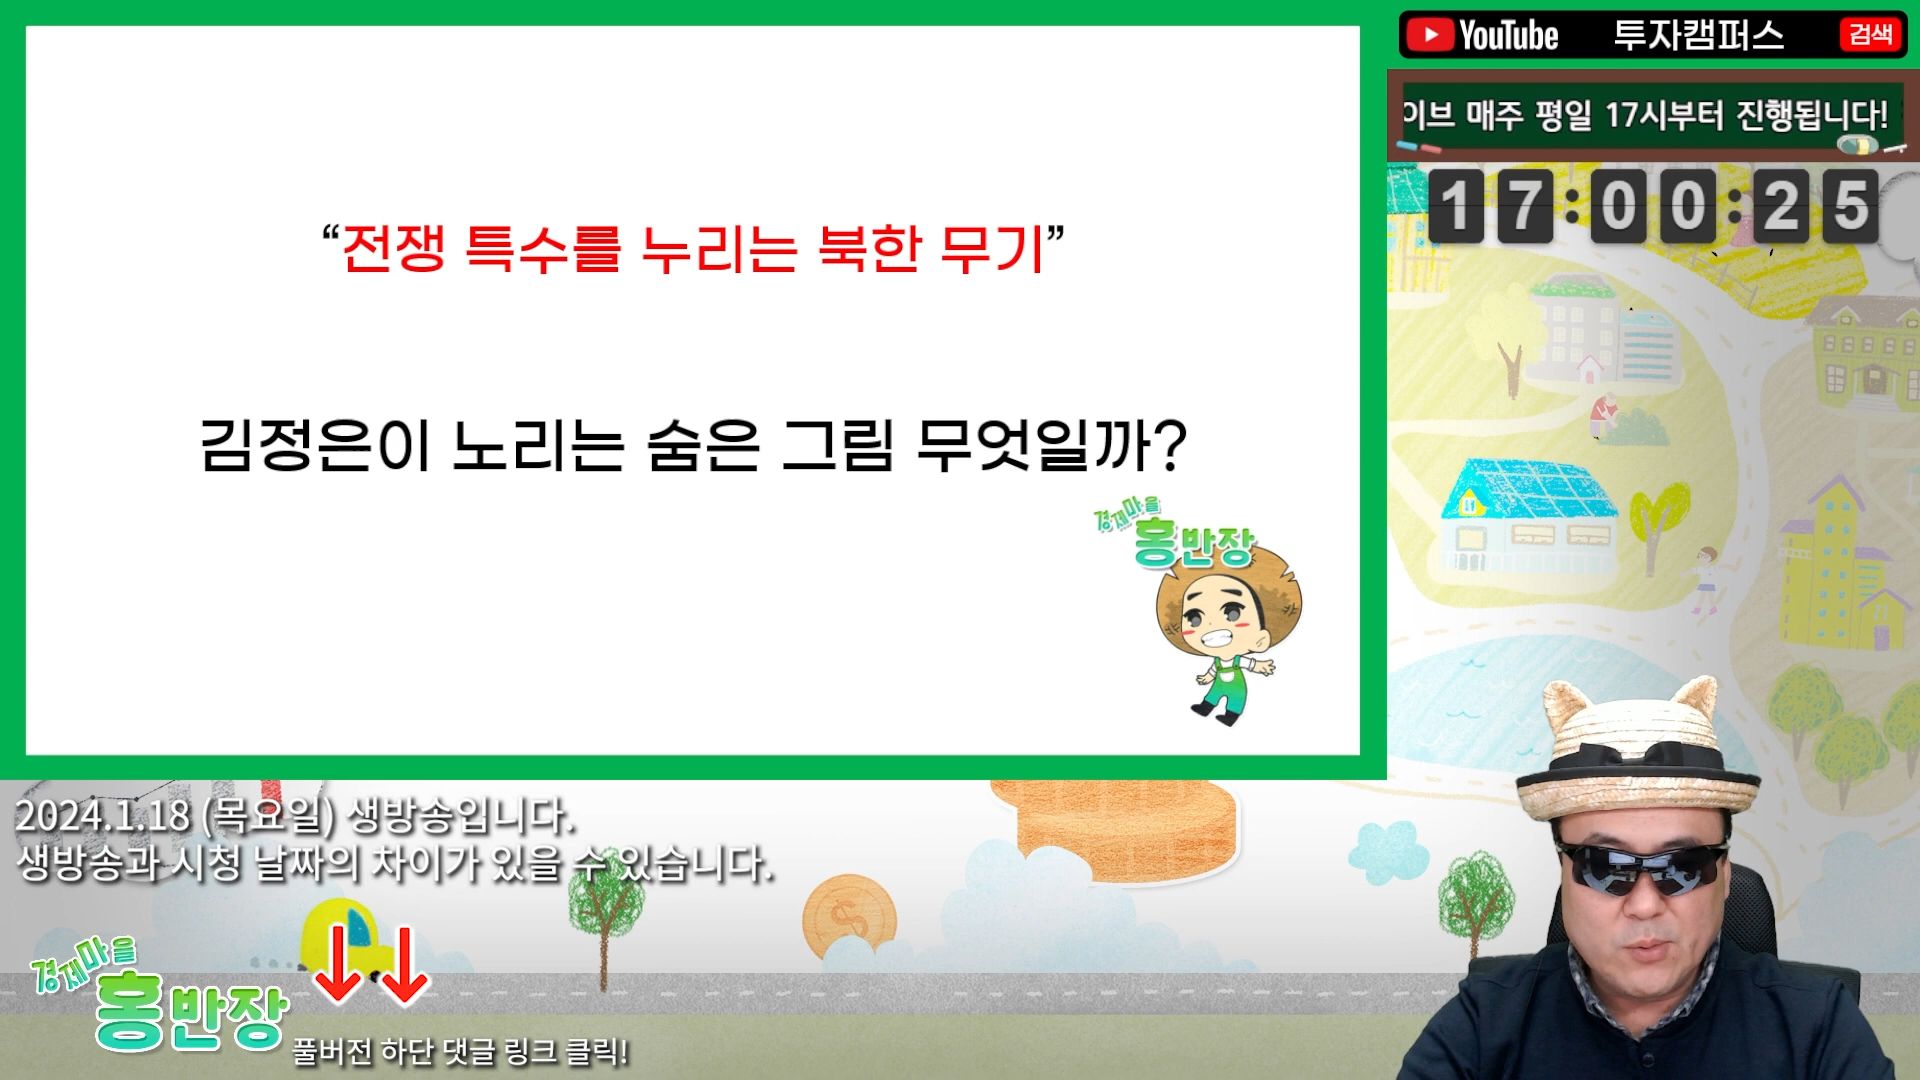 “전쟁 특수를 누리는 북한 무기”
김정은이 노리는 숨은 그림 무엇일까?
경제마을
홍반장
YouTube 투자캠퍼스 검색
이브 매주 평일 17시부터 진행됩니다!
17:00:25
2024.1.18 (목요일) 생방송입니다.
생방송과 시청 날짜의 차이가 있을 수 있습니다.
경제마을
홍반장
풀버전 하단 댓글 링크 클릭!